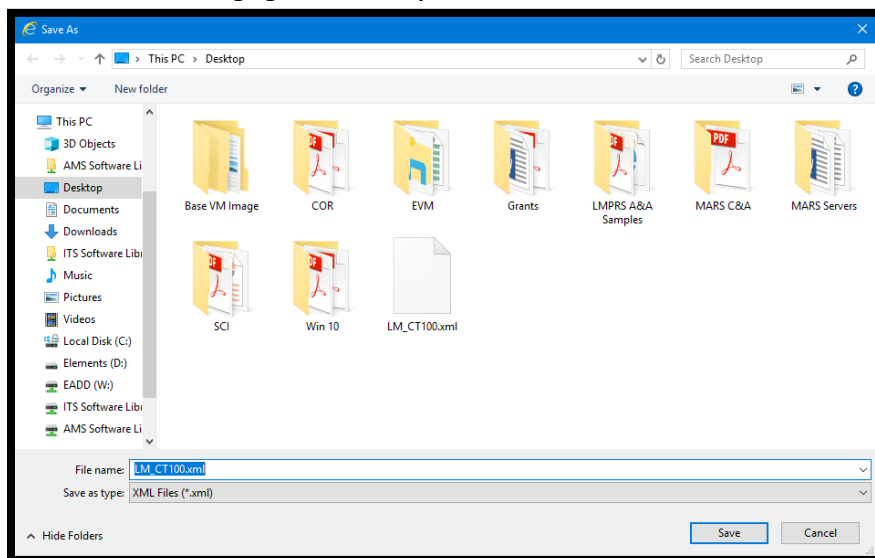 Save As
This PC > Desktop
Search Desktop
Organize
New folder
This PC
3D Objects
AMS Software Li
Desktop
Documents
Downloads
ITS Software Libr
Music
Pictures
Videos
Local Disk (C:)
Elements (D:)
EADD (W:)
ITS Software Libr
AMS Software Li
Base VM Image
COR
EVM
Grants
LMPRS A&A
Samples
MARS C&A
MARS Servers
SCI
Win 10
LM_CT100.xml
File name: LM_CT100.xml
Save as type: XML Files (*.xml)
Hide Folders
Save
Cancel